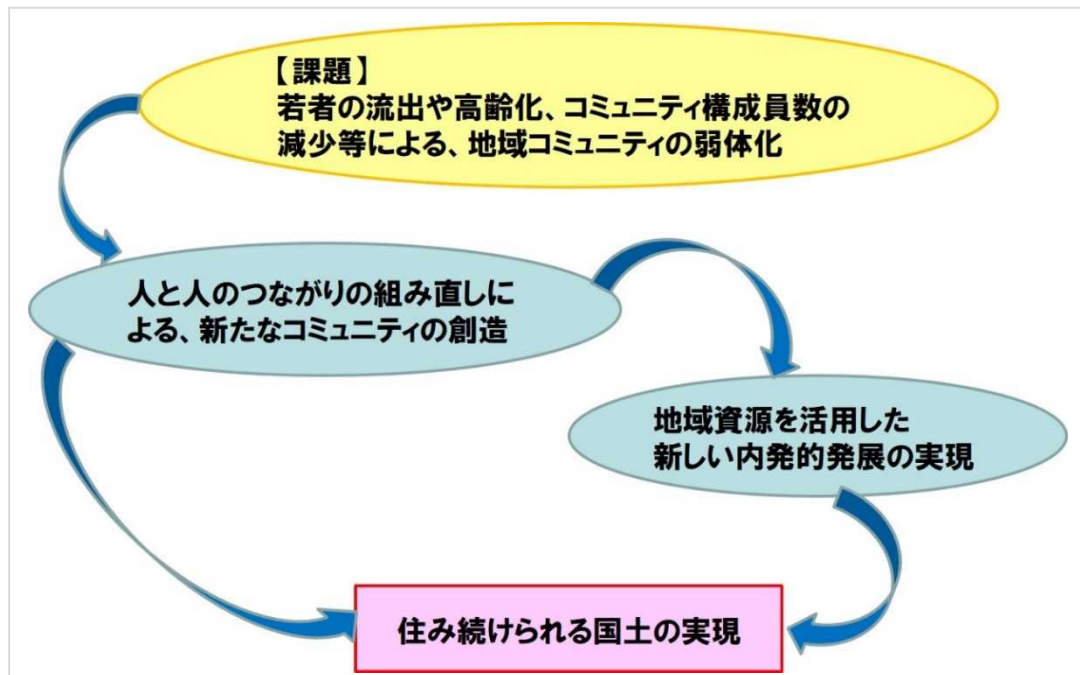 【課題】
若者の流出や高齢化、コミュニティ構成員数の
減少等による、地域コミュニティの弱体化
人と人のつながりの組み直しに
よる、新たなコミュニティの創造
地域資源を活用した
新しい内発的発展の実現
住み続けられる国土の実現